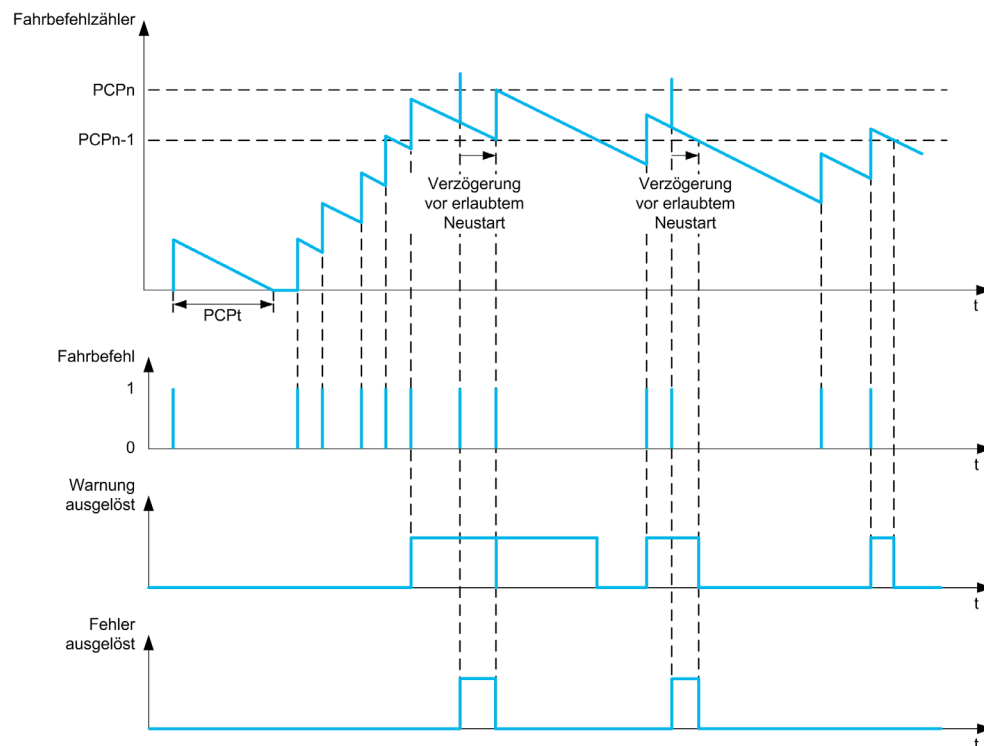 Fahrbefehlzähler
PCPn
PCPn-1
Verzögerung
vor erlaubtem
Neustart
Verzögerung
vor erlaubtem
Neustart
PCPt
t
Fahrbefehl
1
0
t
Warnung
ausgelöst
t
Fehler
ausgelöst
t